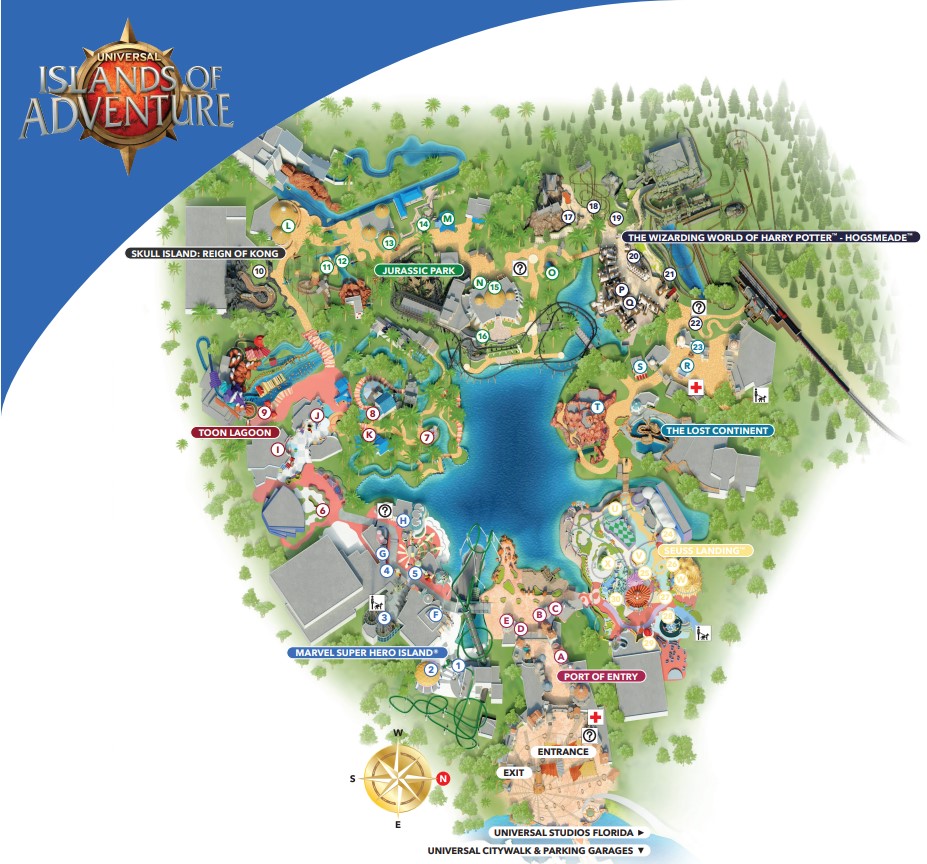 UNIVERSAL
ISLANDS OF
ADVENTURE
17
18
19
THE WIZARDING WORLD OF HARRY POTTER™ - HOGSMEADE™
L
14
M
13
SKULL ISLAND: REIGN OF KONG
10
11
12
JURASSIC PARK
?
O
N
15
20
21
P
Q
?
22
16
23
S
R
9
TOON LAGOON
J
8
K
7
I
T
THE LOST CONTINENT
6
?
H
G
4
5
U
V
X
W
SEUSS LANDING™
3
F
E
D
B
C
MARVEL SUPER HERO ISLAND®
2
1
A
PORT OF ENTRY
?
ENTRANCE
EXIT
W
S
N
E
UNIVERSAL STUDIOS FLORIDA ►
UNIVERSAL CITYWALK & PARKING GARAGES ▼